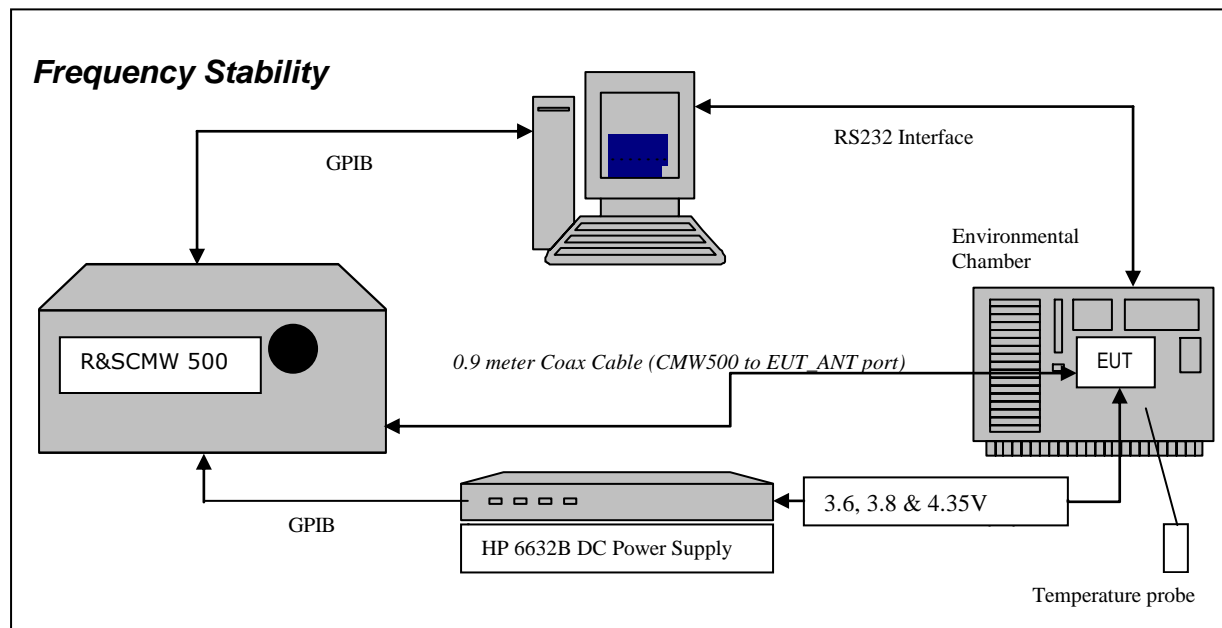 Frequency Stability
GPIB
RS232 Interface
Environmental
Chamber
R&SCMW 500
0.9 meter Coax Cable (CMW500 to EUT_ANT port)
EUT
3.6, 3.8 & 4.35V
GPIB
HP 6632B DC Power Supply
Temperature probe